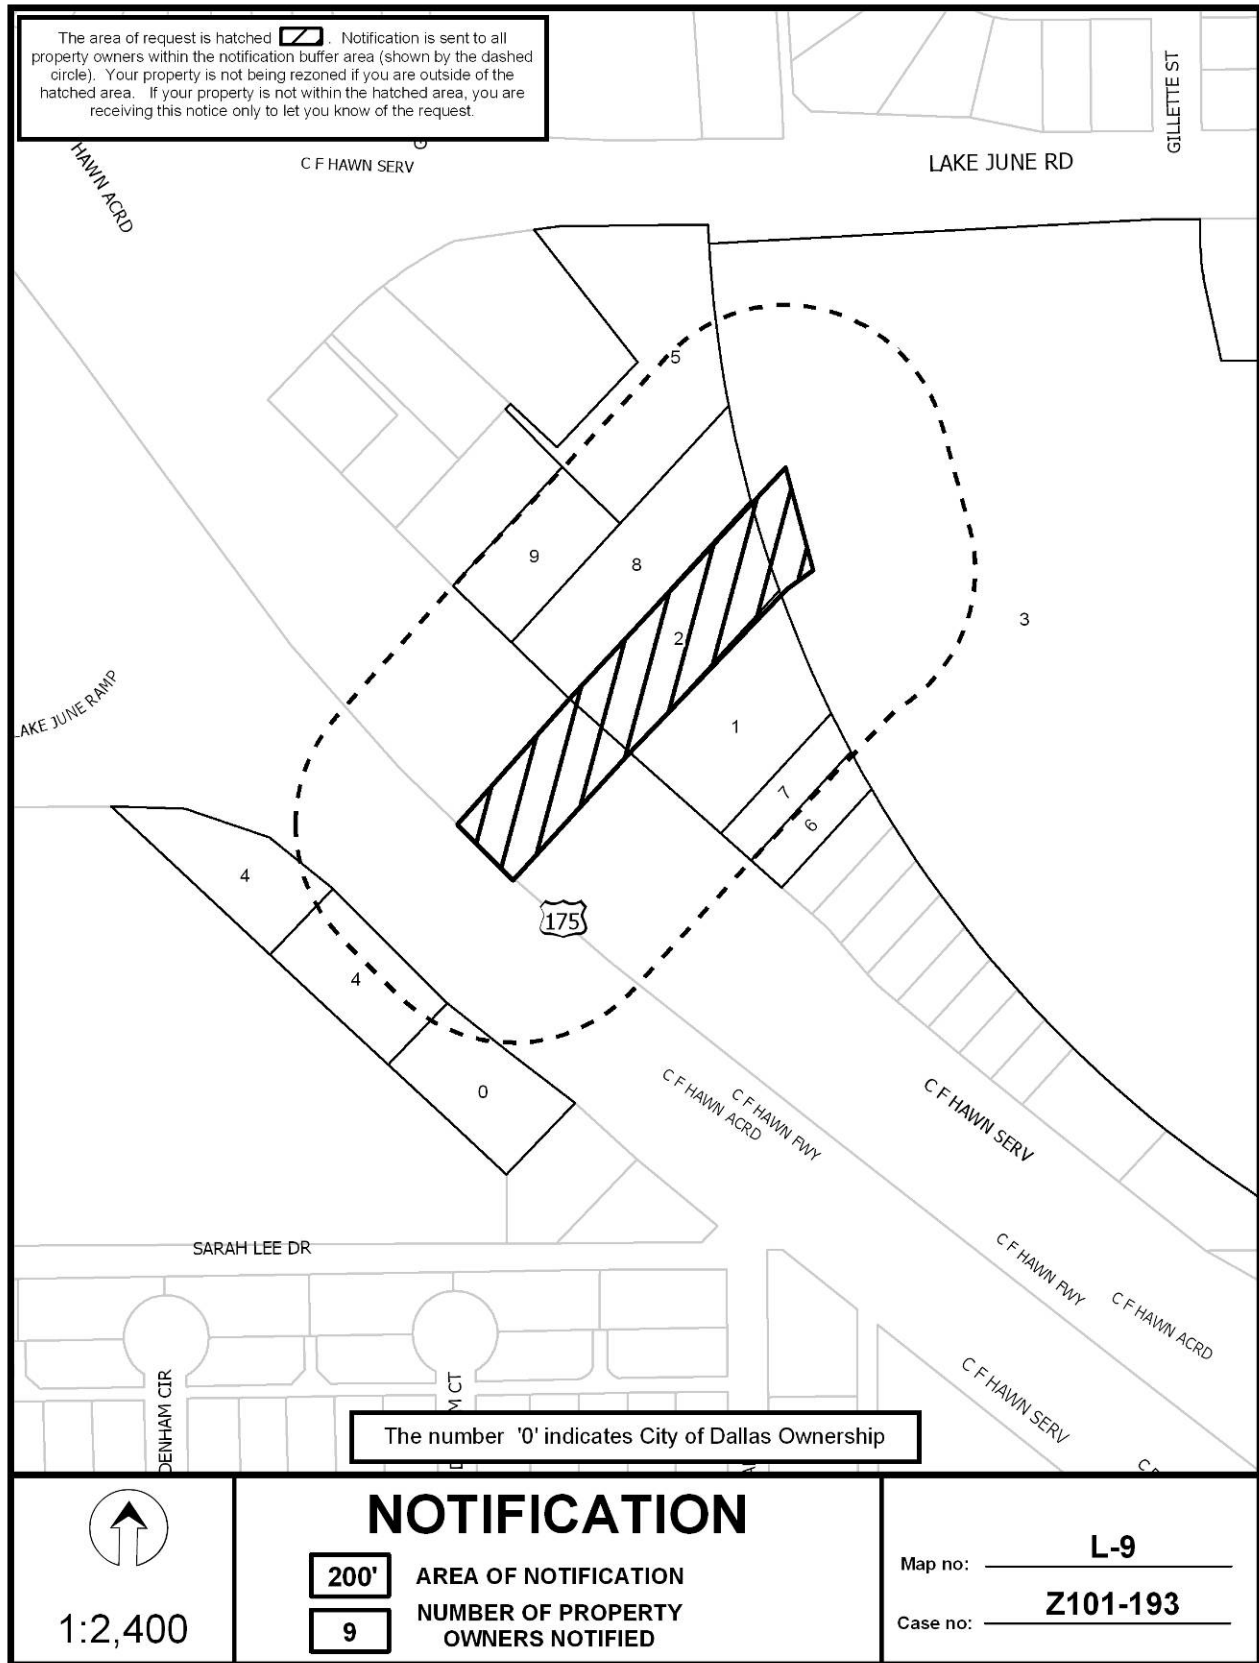 The area of request is hatched . Notification is sent to all
property owners within the notification buffer area (shown by the dashed
circle). Your property is not being rezoned if you are outside of the
hatched area. If your property is not within the hatched area, you are
receiving this notice only to let you know of the request.
HAWN ACRD
C F HAWN SERV
LAKE JUNE RD
GILLETTE ST
5
9
8
2
3
LAKE JUNE RAMP
1
7
6
4
175
4
0
C F HAWN ACRD
C F HAWN FWY
C F HAWN SERV
SARAH LEE DR
C F HAWN FWY
C F HAWN ACRD
C F HAWN SERV
DENHAM CIR
M CT
The number '0' indicates City of Dallas Ownership
1:2,400
NOTIFICATION
200' AREA OF NOTIFICATION
9 NUMBER OF PROPERTY
OWNERS NOTIFIED
Map no: L-9
Case no: Z101-193